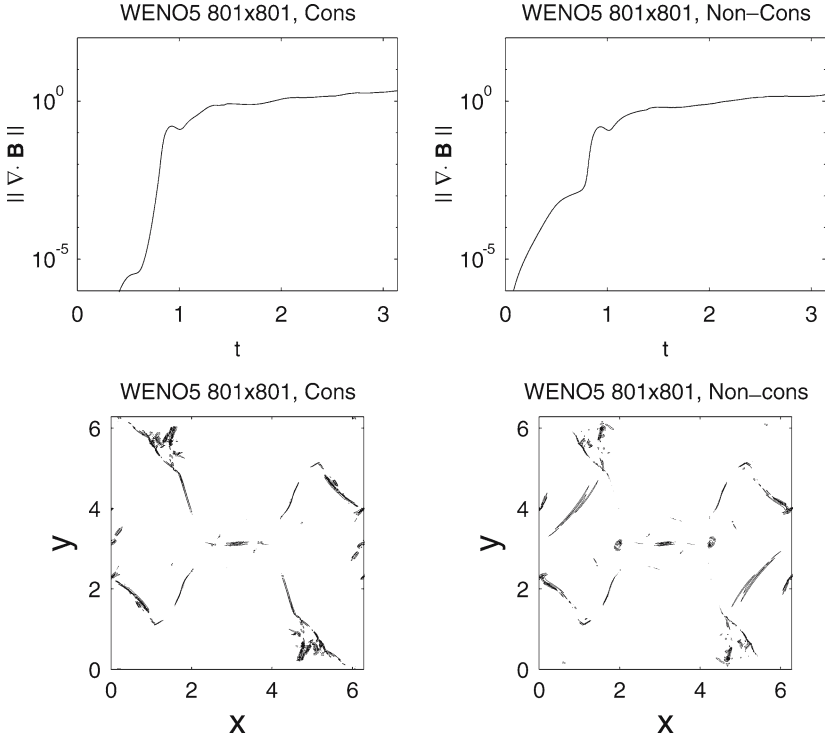 WENO5 801x801, Cons
WENO5 801x801, Non−Cons
|| ∇· B ||
10^0
10^-5
0 1 2 3
t
|| ∇· B ||
10^0
10^-5
0 1 2 3
t
WENO5 801x801, Cons
WENO5 801x801, Non−cons
y
6
4
2
0
0 2 4 6
x
y
6
4
2
0
0 2 4 6
x